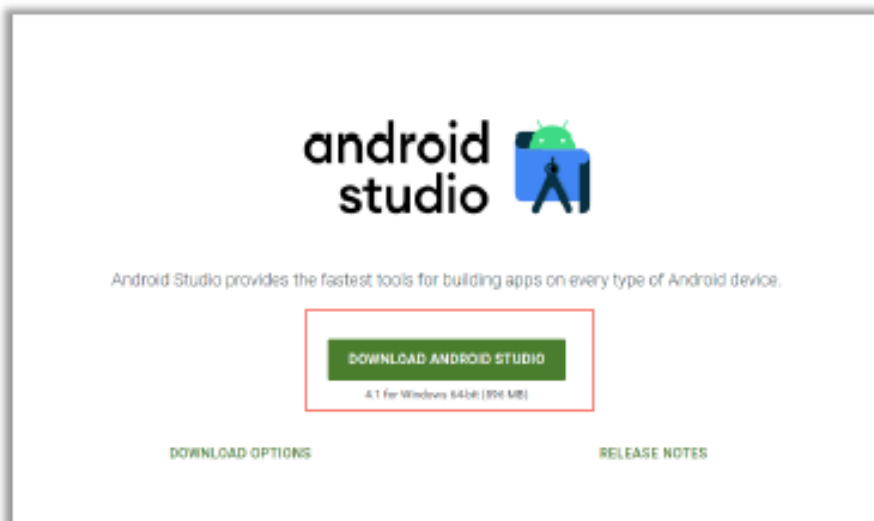 android
studio
Android Studio provides the fastest tools for building apps on every type of Android device.
DOWNLOAD ANDROID STUDIO
4.1 for Windows 64-bit (896 MB)
DOWNLOAD OPTIONS
RELEASE NOTES